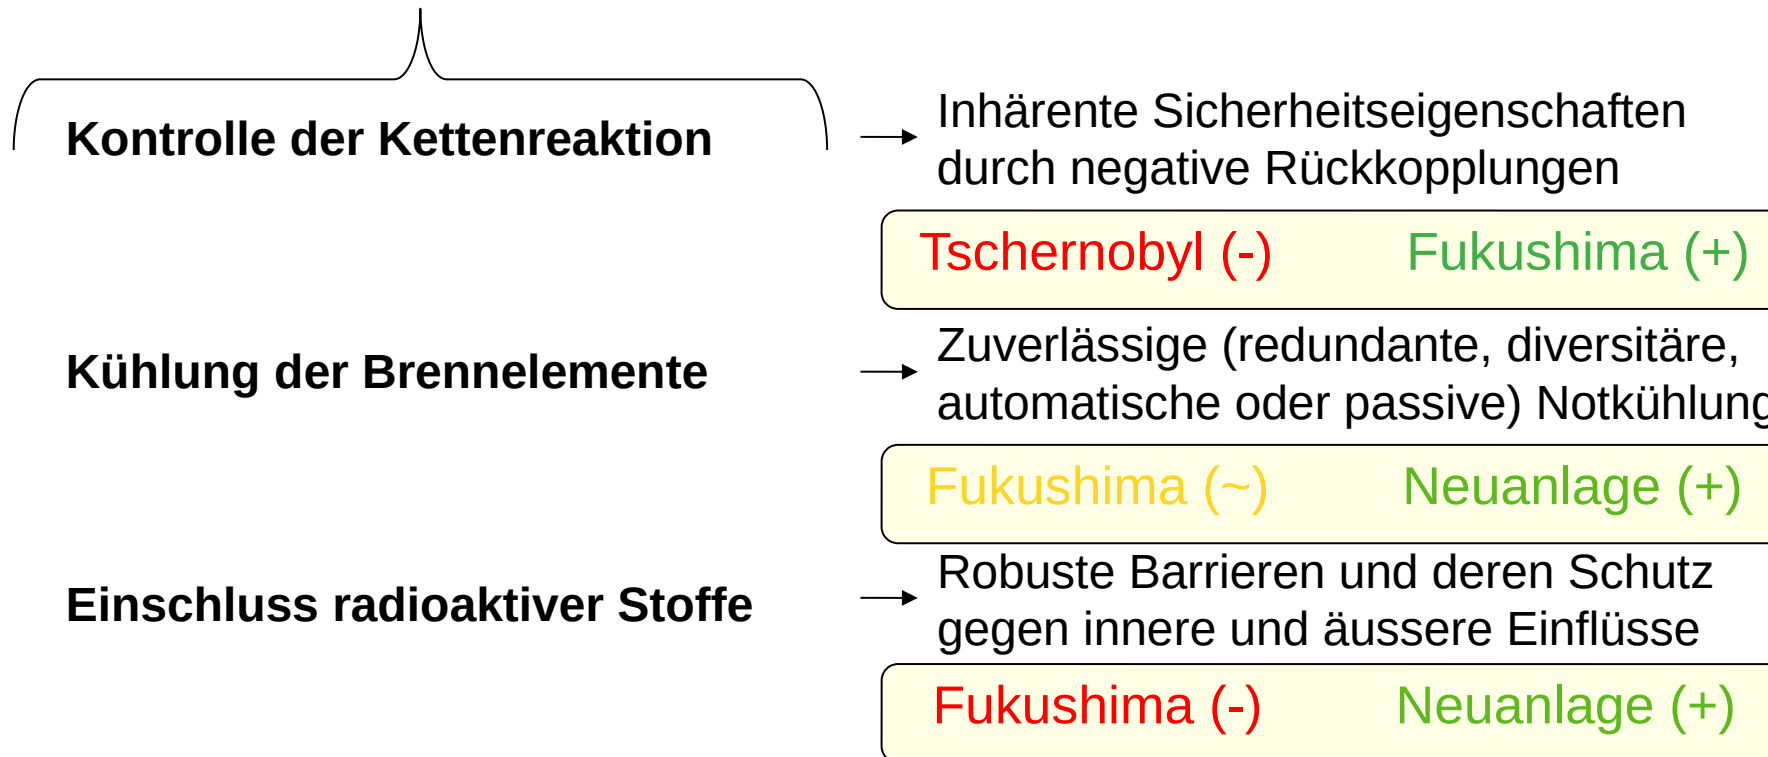 Kontrolle der Kettenreaktion
Inhärente Sicherheitseigenschaften
durch negative Rückkopplungen
Tschernobyl (-) Fukushima (+)
Kühlung der Brennelemente
Zuverlässige (redundante, diversitäre,
automatische oder passive) Notkühlung
Fukushima (~) Neuanlage (+)
Einschluss radioaktiver Stoffe
Robuste Barrieren und deren Schutz
gegen innere und äussere Einflüsse
Fukushima (-) Neuanlage (+)